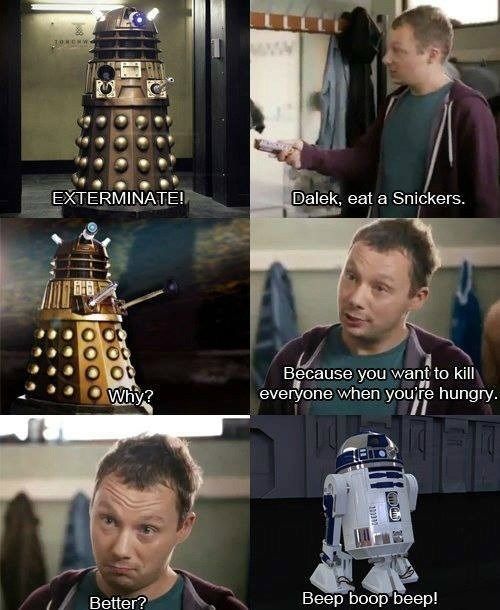 TORCHW
EXTERMINATE!
Dalek, eat a Snickers.
Why?
Because you want to kill
everyone when you're hungry.
Better?
Beep boop beep!